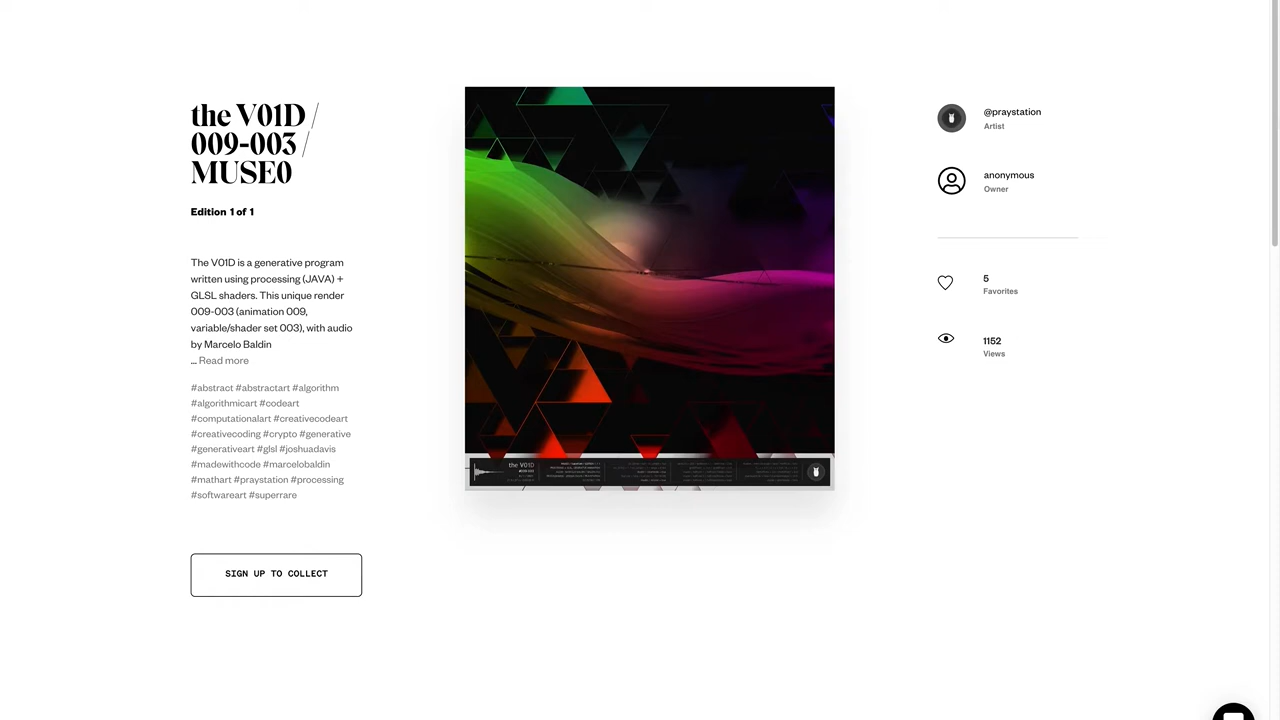 the V01D /
009-003 /
MUSE0
Edition 1 of 1
The V01D is a generative program
written using processing (JAVA) +
GLSL shaders. This unique render
009-003 (animation 009,
variable/shader set 003), with audio
by Marcelo Baldin
... Read more
#abstract #abstractart #algorithm
#algorithmicart #codeart
#computationalart #creativecodeart
#creativecoding #crypto #generative
#generativeart #glsl #joshuadavis
#madewithcode #marcelobaldin
#mathart #praystation #processing
#softwareart #superrare
SIGN UP TO COLLECT
the V01D
@praystation
Artist
anonymous
Owner
5
Favorites
1152
Views